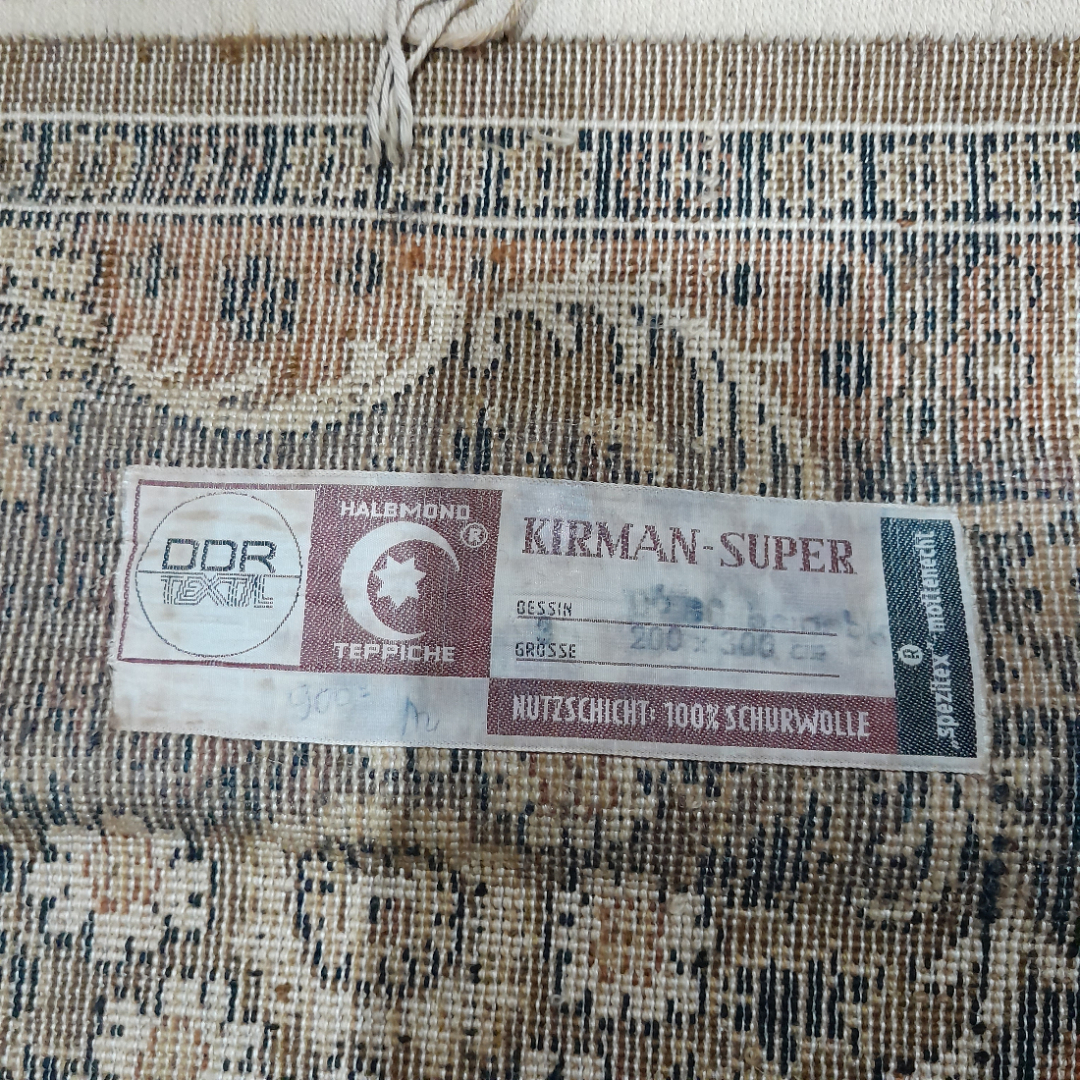 DDR
TEXTIL
HALBMOND ®
TEPPICHE
KIRMAN-SUPER
DESSIN
GRÖSSE 200 x 300 cm
NUTZSCHICHT: 100% SCHURWOLLE
spezitex® mottenecht